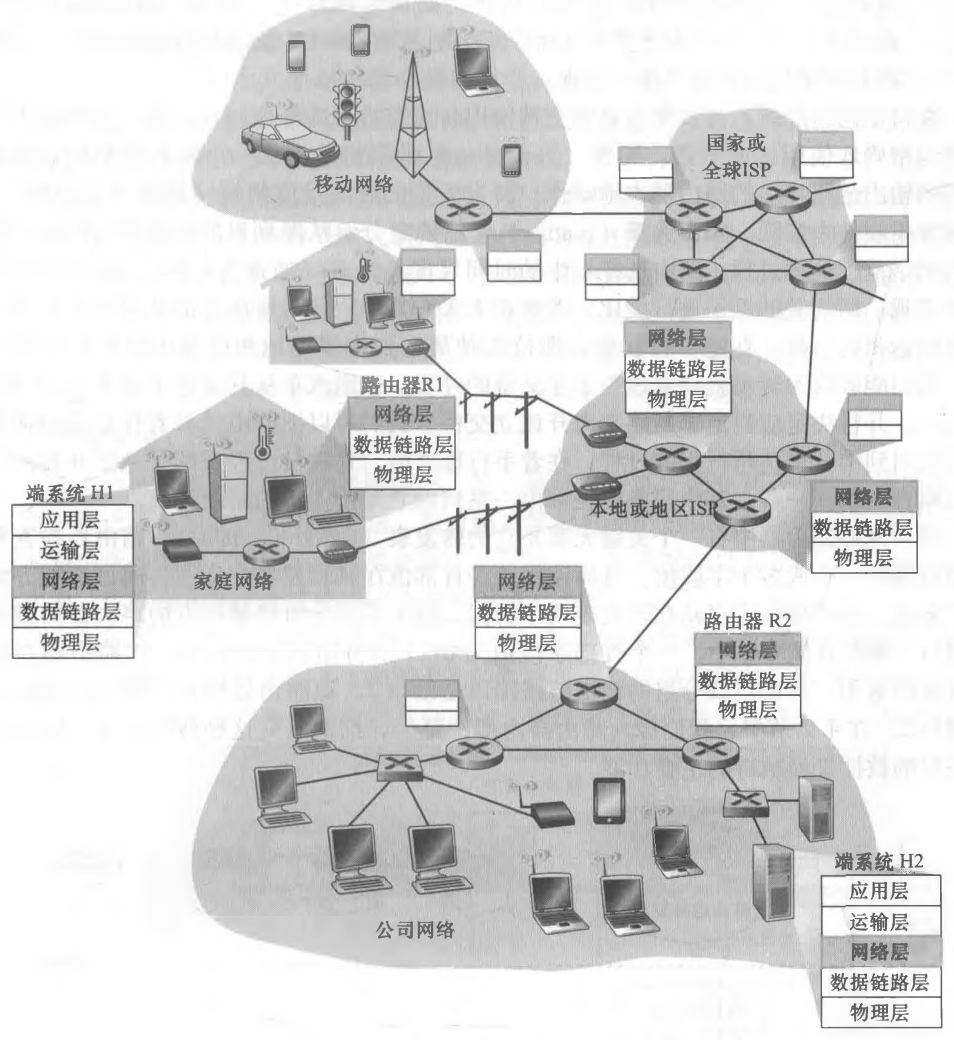 移动网络
国家或
全球ISP
网络层
数据链路层
物理层
路由器R1
网络层
数据链路层
物理层
端系统 H1
应用层
运输层
网络层
数据链路层
物理层
家庭网络
本地或地区ISP
网络层
数据链路层
物理层
网络层
数据链路层
物理层
路由器 R2
网络层
数据链路层
物理层
公司网络
端系统 H2
应用层
运输层
网络层
数据链路层
物理层